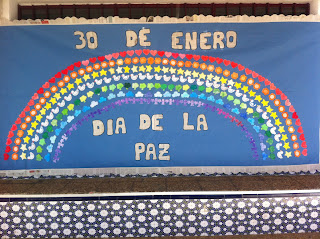 30 DE ENERO
DIA DE LA
PAZ